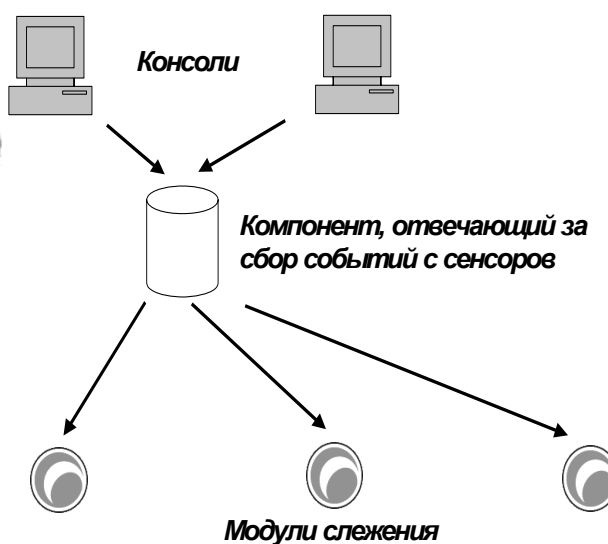 Консоли
Компонент, отвечающий за
сбор событий с сенсоров
Модули слежения